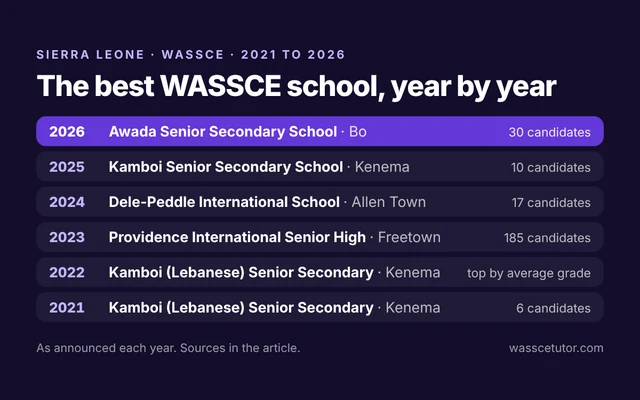 SIERRA LEONE · WASSCE · 2021 TO 2026
The best WASSCE school, year by year
2026 Awada Senior Secondary School · Bo 30 candidates
2025 Kamboi Senior Secondary School · Kenema 10 candidates
2024 Dele-Peddle International School · Allen Town 17 candidates
2023 Providence International Senior High · Freetown 185 candidates
2022 Kamboi (Lebanese) Senior Secondary · Kenema top by average grade
2021 Kamboi (Lebanese) Senior Secondary · Kenema 6 candidates
As announced each year. Sources in the article. wasscetutor.com